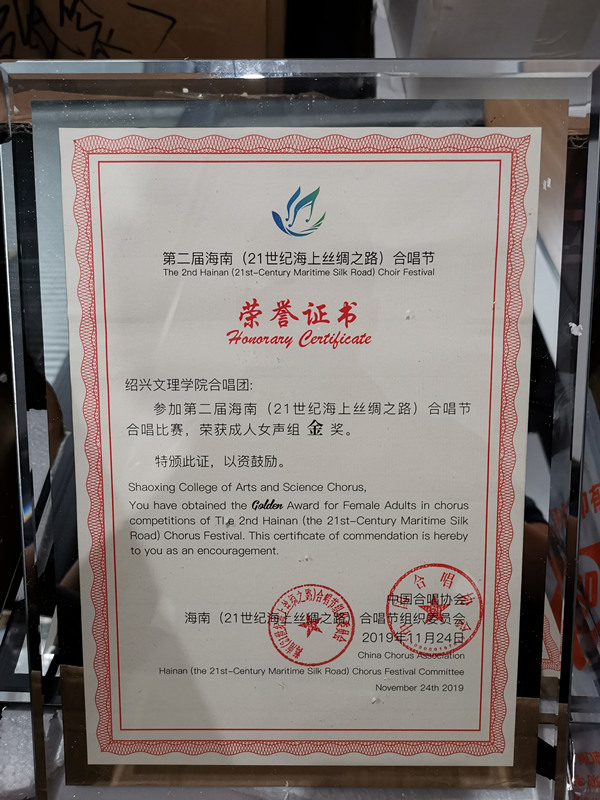 第二届海南（21世纪海上丝绸之路）合唱节
The 2nd Hainan (21st-Century Maritime Silk Road) Choir Festival
荣誉证书
Honorary Certificate
绍兴文理学院合唱团:
参加第二届海南（21世纪海上丝绸之路）合唱节
合唱比赛，荣获成人女声组 金 奖。
特颁此证，以资鼓励。
Shaoxing College of Arts and Science Chorus,
You have obtained the Golden Award for Female Adults in chorus
competitions of The 2nd Hainan (the 21st-Century Maritime Silk
Road) Chorus Festival. This certificate of commendation is hereby
to you as an encouragement.
中国合唱协会
海南（21世纪海上丝绸之路）合唱节组织委员会
2019年11月24日
China Chorus Association
Hainan (the 21st-Century Maritime Silk Road) Chorus Festival Committee
November 24th 2019